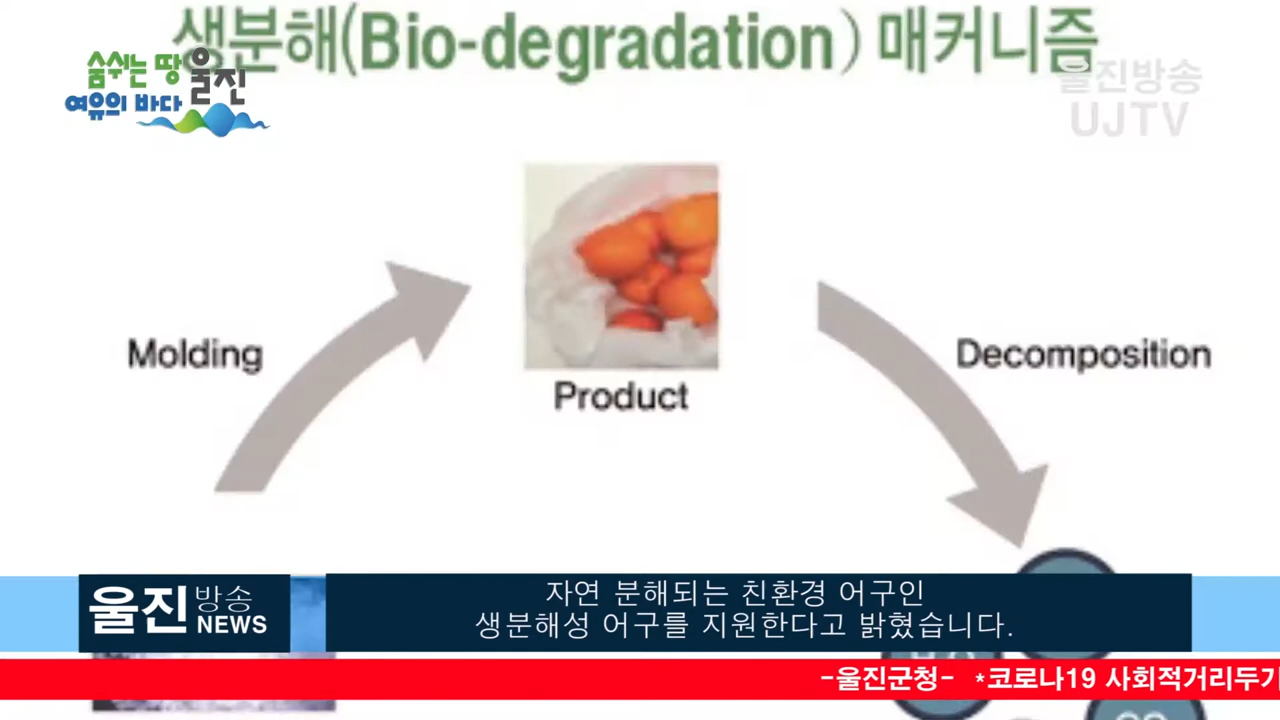 생분해(Bio-degradation) 매커니즘
숨쉬는 땅
여유의 바다
울진
울진방송
UJTV
Molding
Product
Decomposition
울진방송
NEWS
자연 분해되는 친환경 어구인
생분해성 어구를 지원한다고 밝혔습니다.
-울진군청- *코로나19 사회적거리두기